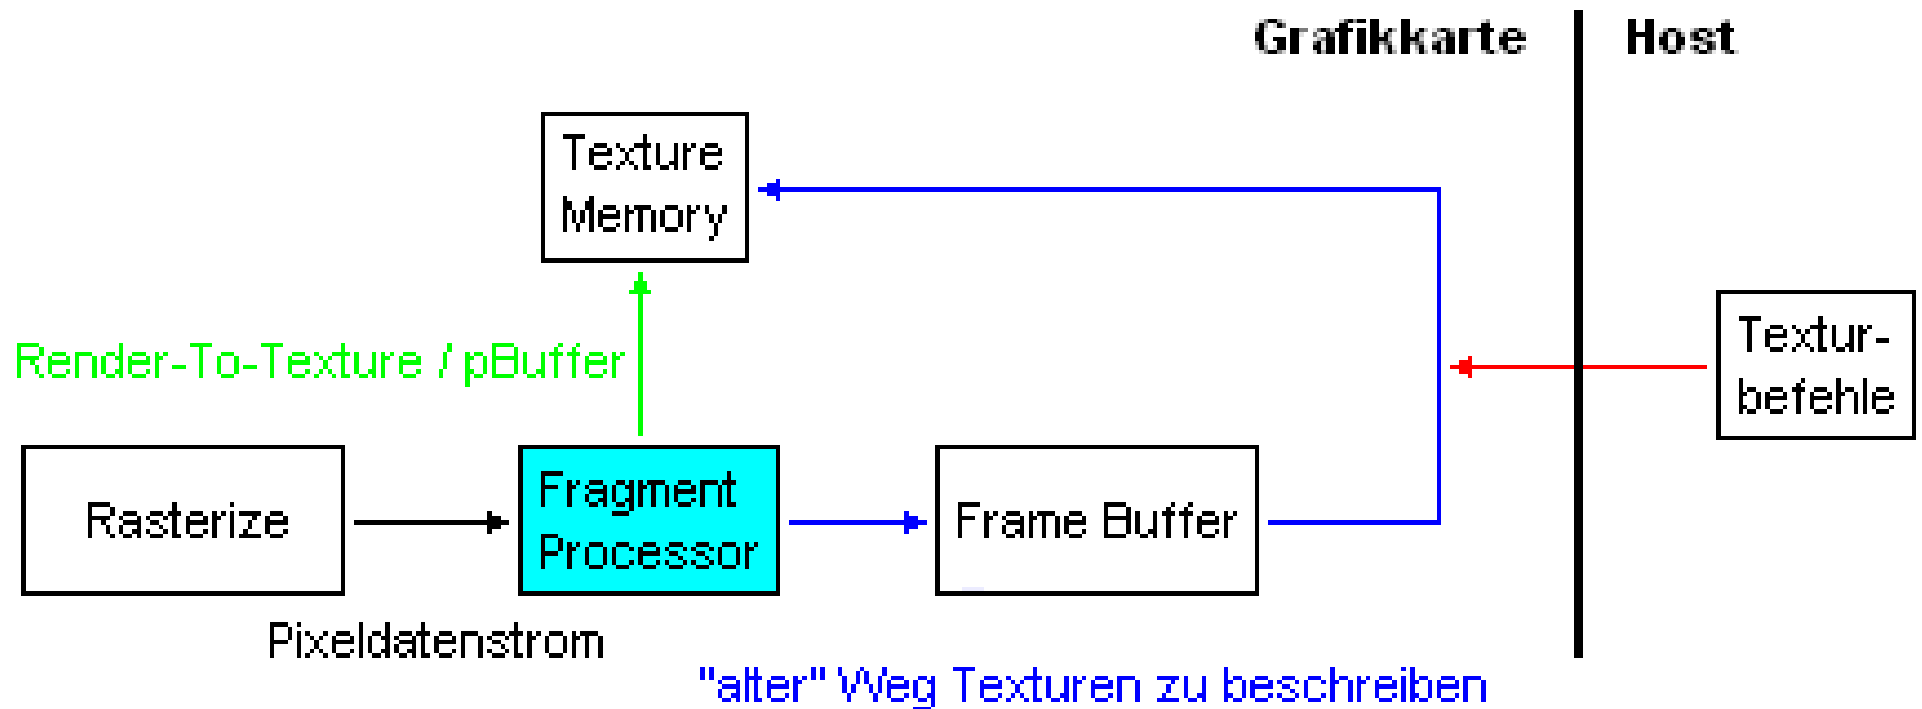 Grafikkarte Host
Texture
Memory
Textur-
befehle
Render-To-Texture / pBuffer
Rasterize
Fragment
Processor
Frame Buffer
Pixeldatenstrom
"alter" Weg Texturen zu beschreiben